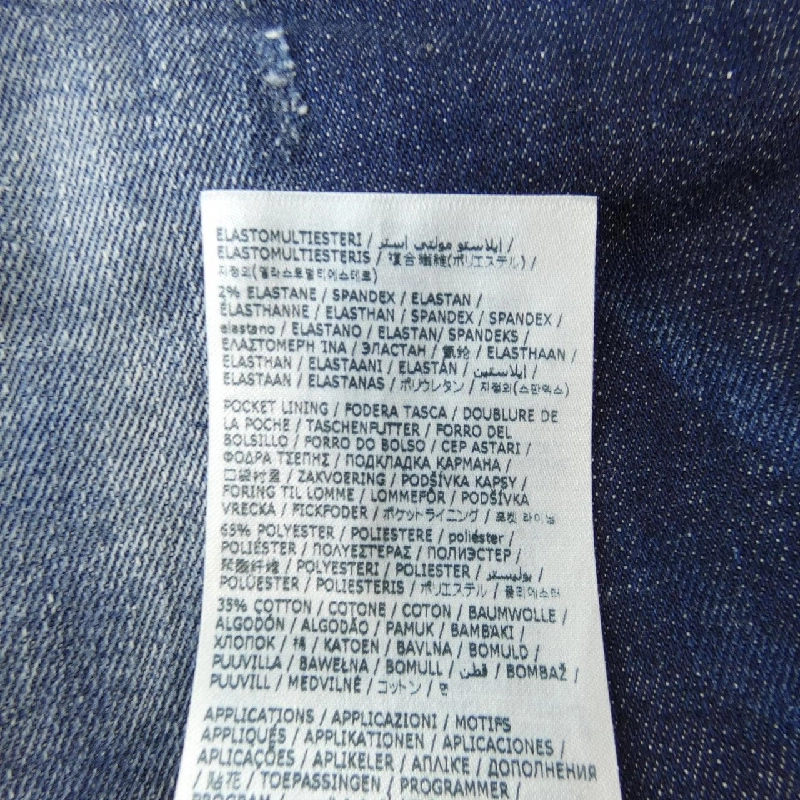 ELASTOMULTIESTERI / ايلاستو مولتي استر /
ELASTOMULTIESTERIS / 複合繊維(ポリエステル) /
지정외(엘라스토멀티에스테르)
2% ELASTANE / SPANDEX / ELASTAN /
ELASTHANNE / ELASTHAN / SPANDEX / SPANDEX /
elastano / ELASTANO / ELASTAN/ SPANDEKS /
ΕΛΑΣΤΟΜΕΡΗ ΙΝΑ / ЭЛАСТАН / 氨纶 / ELASTHAAN /
ELASTHAN / ELASTAANI / ELASTAN / ايلاستين /
ELASTAAN / ELASTANAS / ポリウレタン / 지정외(스판덱스)
POCKET LINING / FODERA TASCA / DOUBLURE DE
LA POCHE / TASCHENFUTTER / FORRO DEL
BOLSILLO / FORRO DO BOLSO / CEP ASTARI /
ΦΟΔΡΑ ΤΣΕΠΗΣ / ПОДКЛАДКА КАРМАНА /
口袋衬里 / ZAKVOERING / PODŠÍVKA KAPSY /
FORING TIL LOMME / LOMMEFÔR / PODŠÍVKA
VRECKA / FICKFODER / ポケットライニング / 포켓 라이닝
65% POLYESTER / POLIESTERE / poliéster /
POLIÉSTER / ΠΟΛΥΕΣΤΕΡΑΣ / ПОЛИЭСТЕР /
聚酯纤维 / POLYESTERI / POLIESTER / بوليستر /
POLÜESTER / POLIESTERIS / ポリエステル / 폴리에스터
35% COTTON / COTONE / COTON / BAUMWOLLE /
ALGODÓN / ALGODÃO / PAMUK / ΒΑΜΒΑΚΙ /
ХЛОПОК / 棉 / KATOEN / BAVLNA / BOMULD /
PUUVILLA / BAWEŁNA / BOMULL / قطن / BOMBAŽ /
PUUVILL / MEDVILNĖ / コットン / 면
APPLICATIONS / APPLICAZIONI / MOTIFS
APPLIQUÉS / APPLIKATIONEN / APLICACIONES /
APLICAÇÕES / APLIKELER / ΑΠΛΙΚΕ / ДОПОЛНЕНИЯ
/ 贴花 / TOEPASSINGEN / PROGRAMMER /